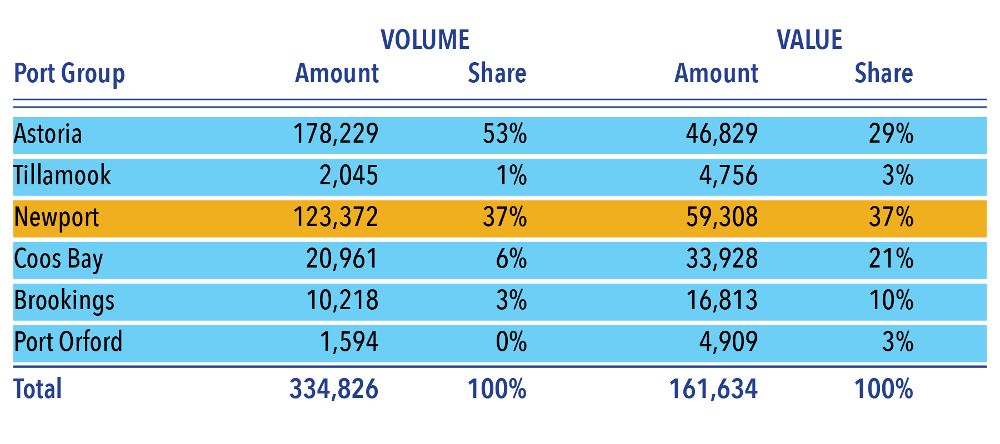 VOLUME VALUE
Port Group Amount Share Amount Share
Astoria 178,229 53% 46,829 29%
Tillamook 2,045 1% 4,756 3%
Newport 123,372 37% 59,308 37%
Coos Bay 20,961 6% 33,928 21%
Brookings 10,218 3% 16,813 10%
Port Orford 1,594 0% 4,909 3%
Total 334,826 100% 161,634 100%